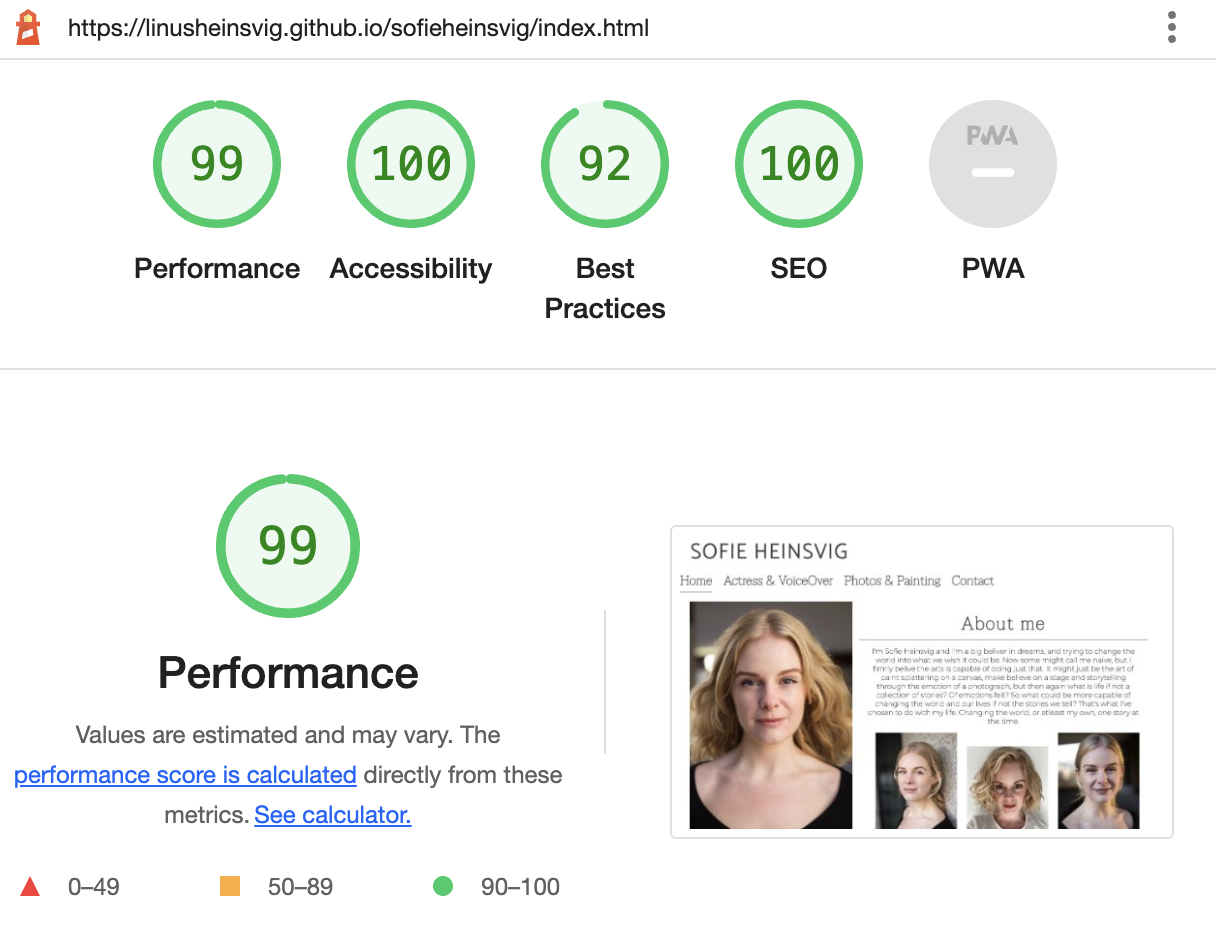 https://linusheinsvig.github.io/sofieheinsvig/index.html
99
100
92
100
PWA
Performance
Accessibility
Best
Practices
SEO
PWA
99
Performance
Values are estimated and may vary. The
performance score is calculated directly from these
metrics. See calculator.
0–49
50–89
90–100
SOFIE HEINSVIG
Home Actress & VoiceOver Photos & Painting Contact
About me
I'm Sofie Heinsvig and I'm a big beliver in dreams, and trying to change the
world into what we wish it could be. Now some might call me naive, but I
firmly belive the arts is capable of doing just that. It might just be the art of
paint splattering on a canvas, make believe on a stage and storytelling
through the emotion of a photograph, but then again what is life if not a
collection of stories? Of emotions felt? So what could be more capable of
changing the world and our lives if not the stories we tell? That's what I've
chosen to do with my life. Changing the world, or atleast my own, one story at
the time.